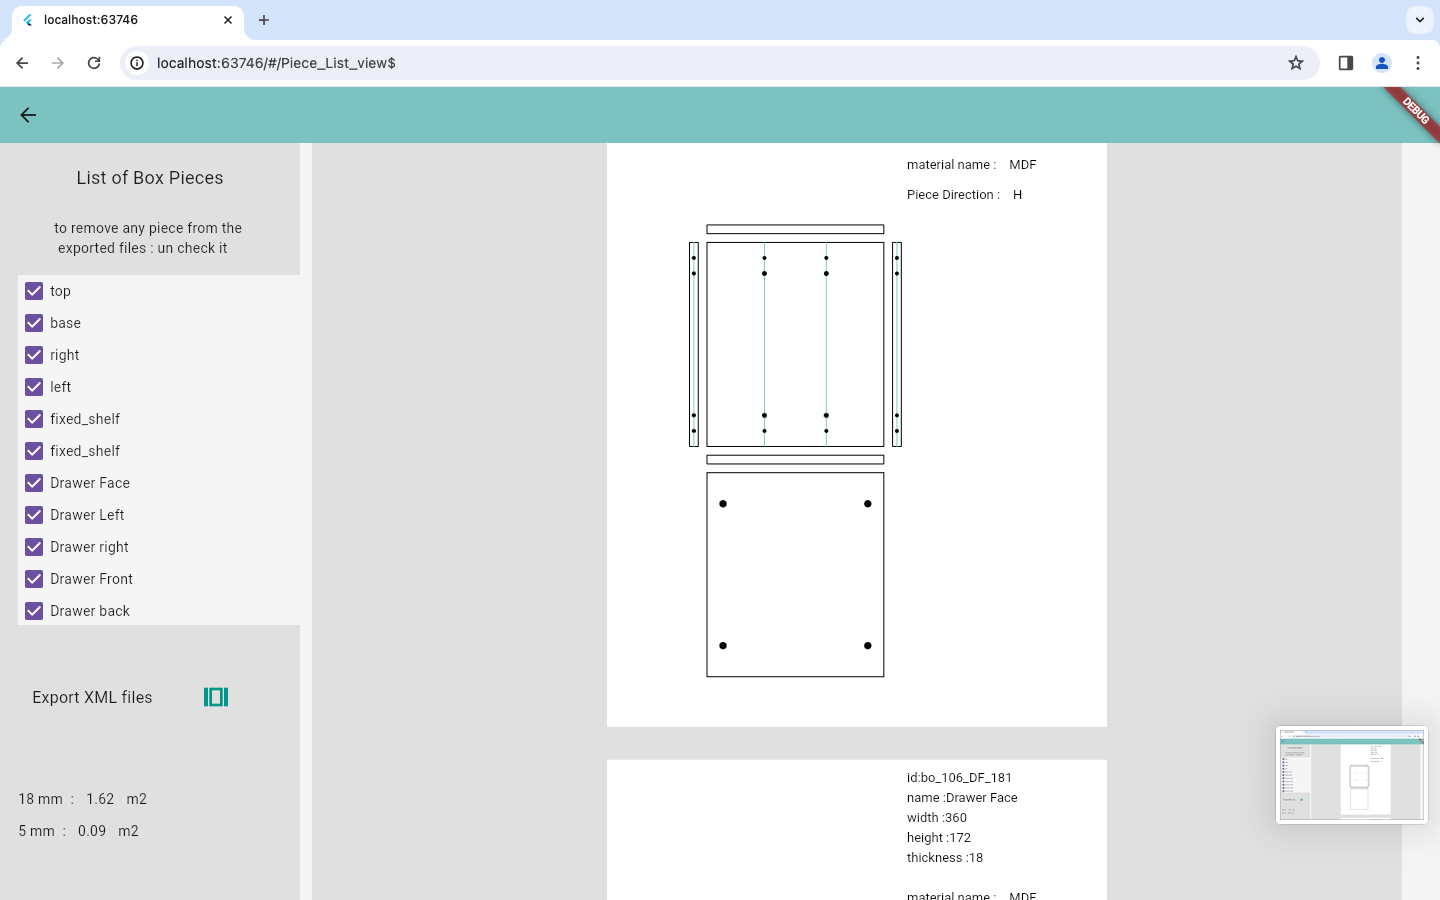 localhost:63746
localhost:63746/#/Piece_List_view$
DEBUG
List of Box Pieces
to remove any piece from the
exported files : un check it
top
base
right
left
fixed_shelf
fixed_shelf
Drawer Face
Drawer Left
Drawer right
Drawer Front
Drawer back
Export XML files
18 mm : 1.62 m2
5 mm : 0.09 m2
material name : MDF
Piece Direction : H
id:bo_106_DF_181
name :Drawer Face
width :360
height :172
thickness :18
material name : MDF